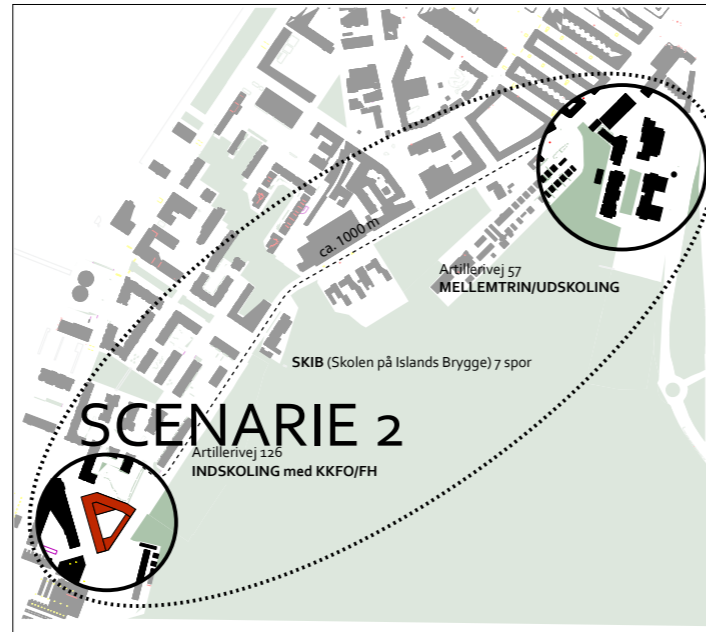 ca. 1000 m
Artillerivej 57
MELLEMTRIN/UDSKOLING
SKIB (Skolen på Islands Brygge) 7 spor
SCENARIE 2
Artillerivej 126
INDSKOLING med KKFO/FH